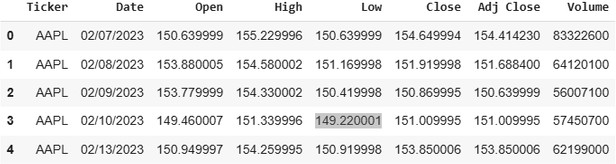 Ticker Date Open High Low Close Adj Close Volume
0 AAPL 02/07/2023 150.639999 155.229996 150.639999 154.649994 154.414230 83322600
1 AAPL 02/08/2023 153.880005 154.580002 151.169998 151.919998 151.688400 64120100
2 AAPL 02/09/2023 153.779999 154.330002 150.419998 150.869995 150.639999 56007100
3 AAPL 02/10/2023 149.460007 151.339996 149.220001 151.009995 151.009995 57450700
4 AAPL 02/13/2023 150.949997 154.259995 150.919998 153.850006 153.850006 62199000